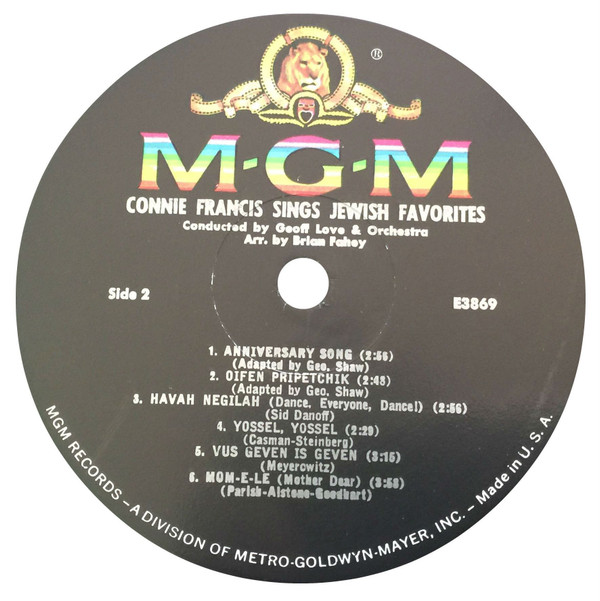 ®
M-G-M
CONNIE FRANCIS SINGS JEWISH FAVORITES
Conducted by Geoff Love & Orchestra
Arr. by Brian Fahey
Side 2
E3869
1. ANNIVERSARY SONG (2:56)
(Adapted by Geo. Shaw)
2. OIFEN PRIPETCHIK (2:48)
(Adapted by Geo. Shaw)
3. HAVAH NEGILAH (Dance, Everyone, Dance!) (2:56)
(Sid Danoff)
4. YOSSEL, YOSSEL (2:29)
(Casman-Steinberg)
5. VUS GEVEN IS GEVEN (3:15)
(Meyerowitz)
6. MOM-E-LE (Mother Dear) (3:58)
(Parish-Alstone-Goodhart)
MGM RECORDS – A DIVISION OF METRO-GOLDWYN-MAYER, INC. – Made in U. S. A.